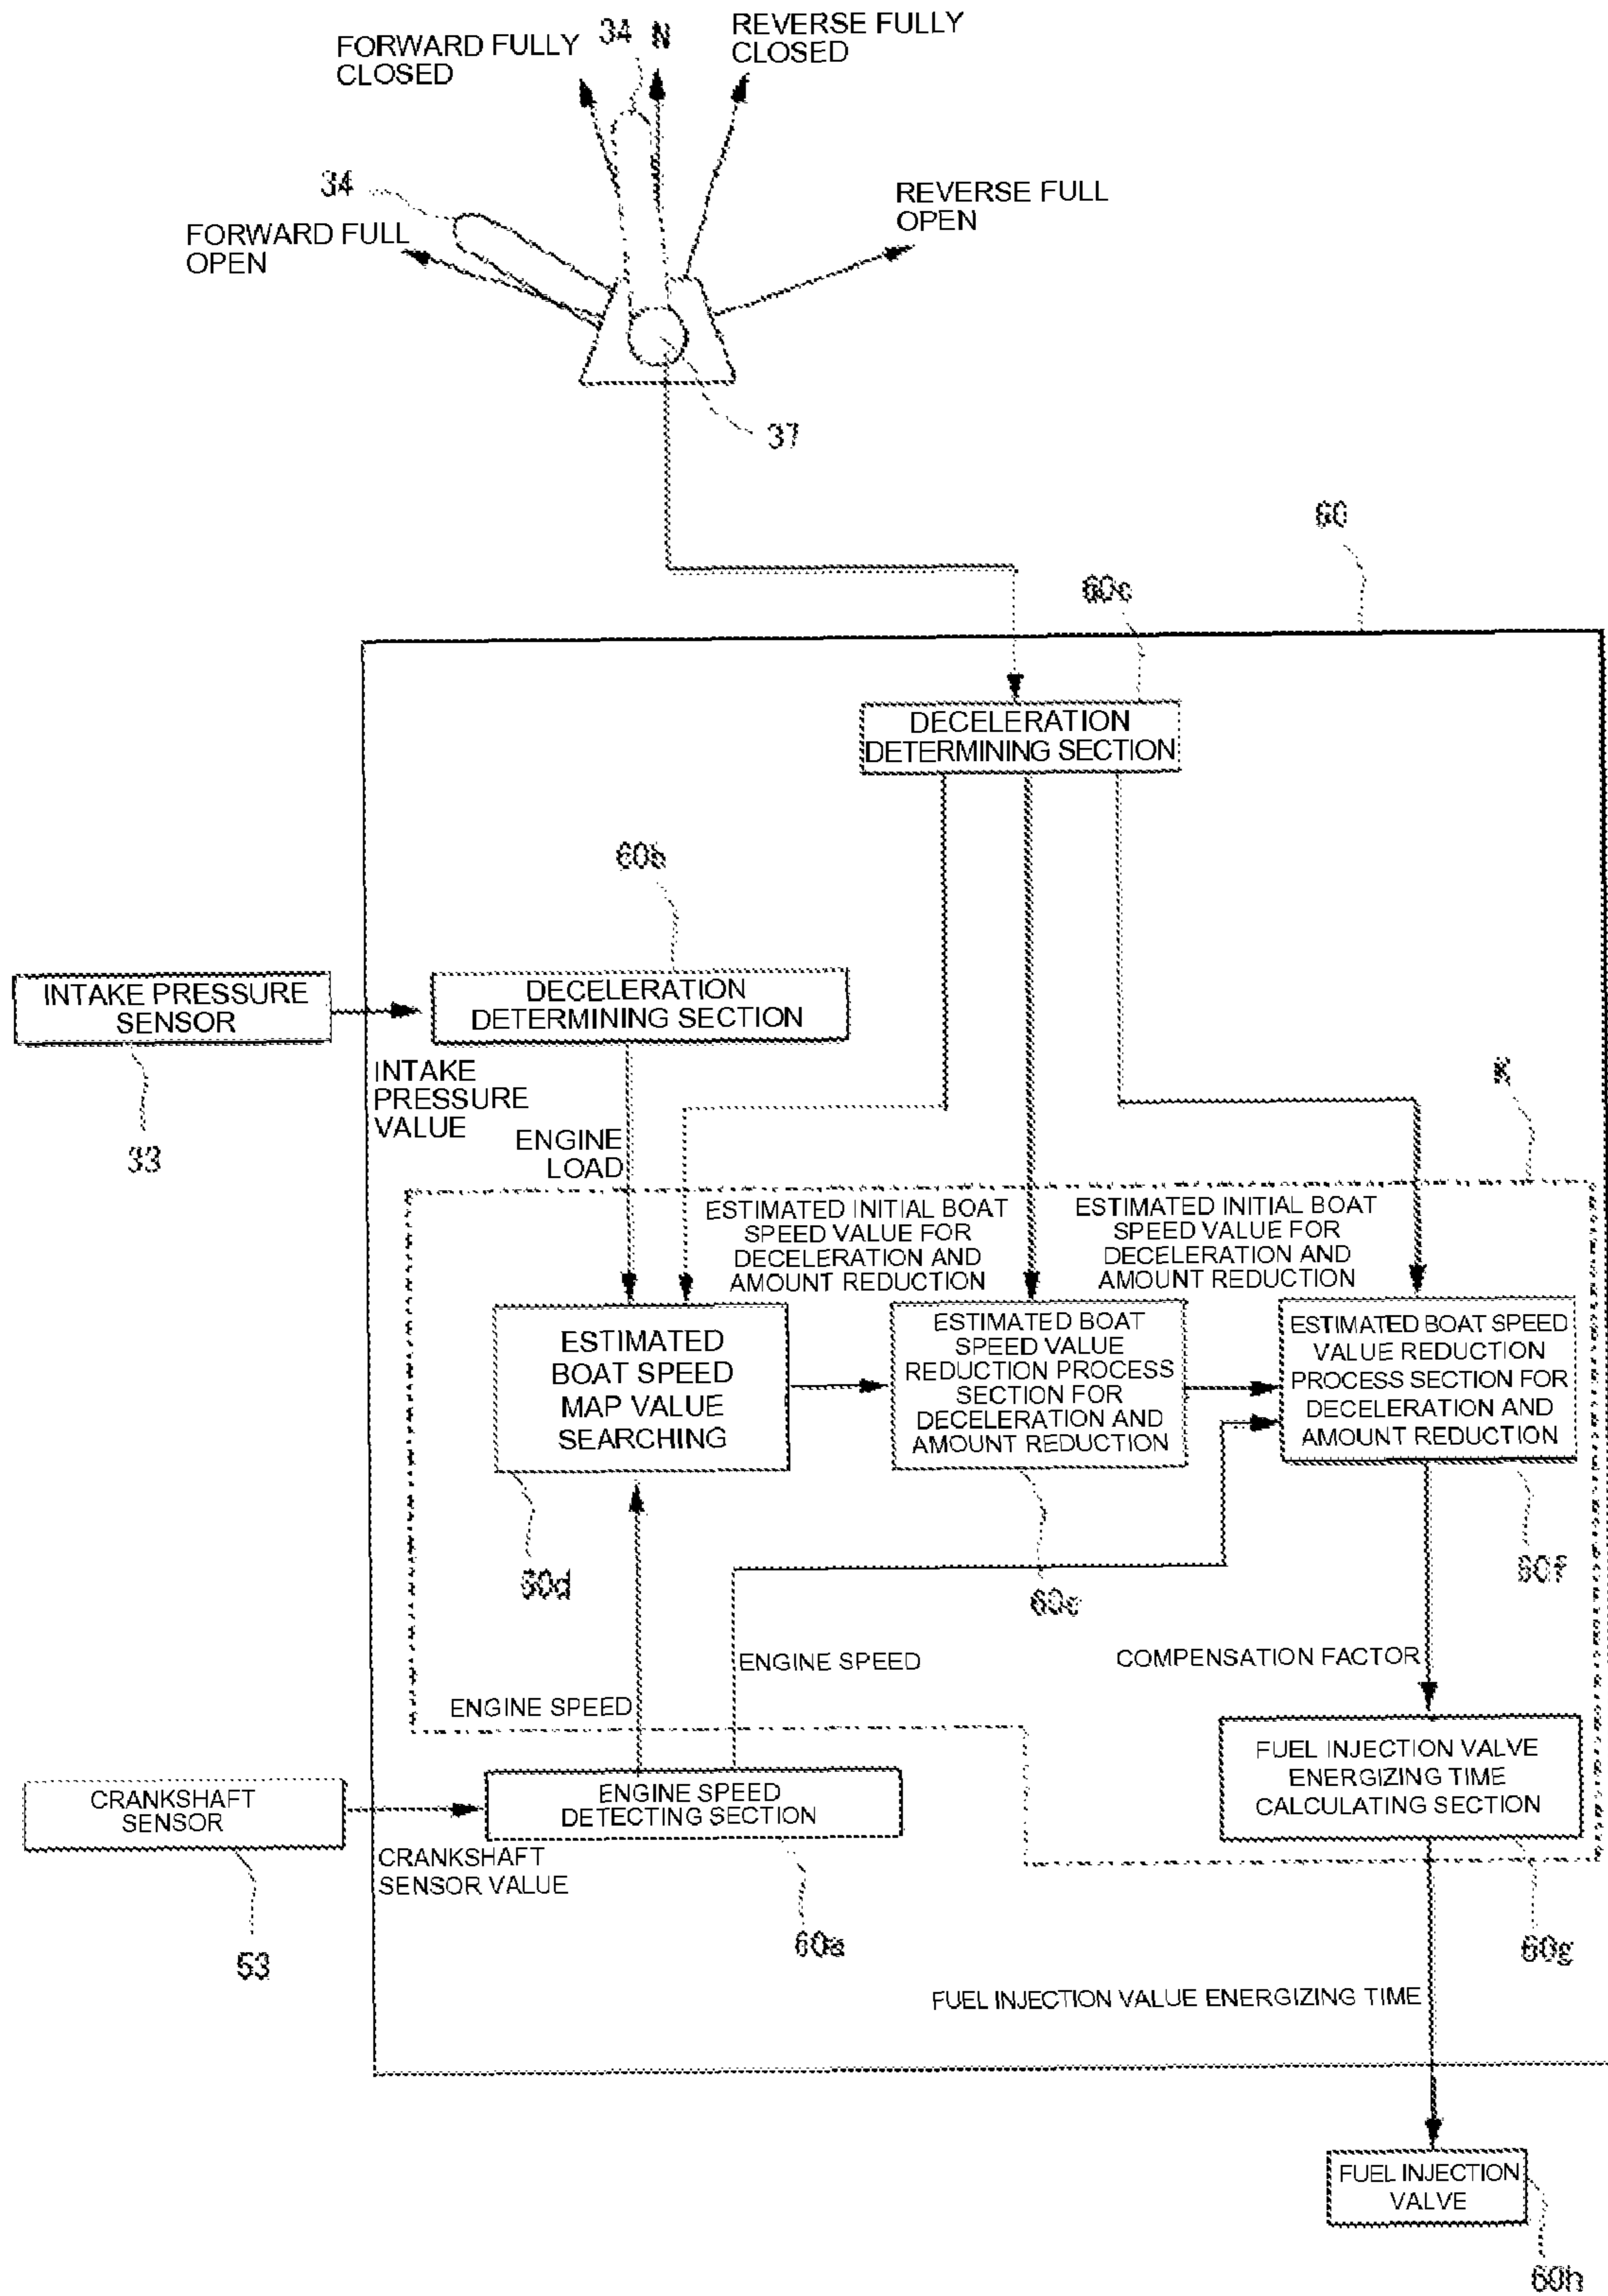 34
N
REVERSE FULLY
CLOSED
FORWARD FULLY
CLOSED
34
REVERSE FULL
OPEN
FORWARD FULL
OPEN
37
60
60c
DECELERATION
DETERMINING SECTION
60b
INTAKE PRESSURE
SENSOR
DECELERATION
DETERMINING SECTION
INTAKE
PRESSURE
VALUE
33
ENGINE
LOAD
K
ESTIMATED INITIAL BOAT
SPEED VALUE FOR
DECELERATION AND
AMOUNT REDUCTION
ESTIMATED INITIAL BOAT
SPEED VALUE FOR
DECELERATION AND
AMOUNT REDUCTION
ESTIMATED
BOAT SPEED
MAP VALUE
SEARCHING
ESTIMATED BOAT
SPEED VALUE
REDUCTION PROCESS
SECTION FOR
DECELERATION AND
AMOUNT REDUCTION
ESTIMATED BOAT SPEED
VALUE REDUCTION
PROCESS SECTION FOR
DECELERATION AND
AMOUNT REDUCTION
60d
60e
60f
ENGINE SPEED
COMPENSATION FACTOR
ENGINE SPEED
CRANKSHAFT
SENSOR
ENGINE SPEED
DETECTING SECTION
FUEL INJECTION VALVE
ENERGIZING TIME
CALCULATING SECTION
CRANKSHAFT
SENSOR VALUE
53
60a
60g
FUEL INJECTION VALUE ENERGIZING TIME
FUEL INJECTION
VALVE
60h